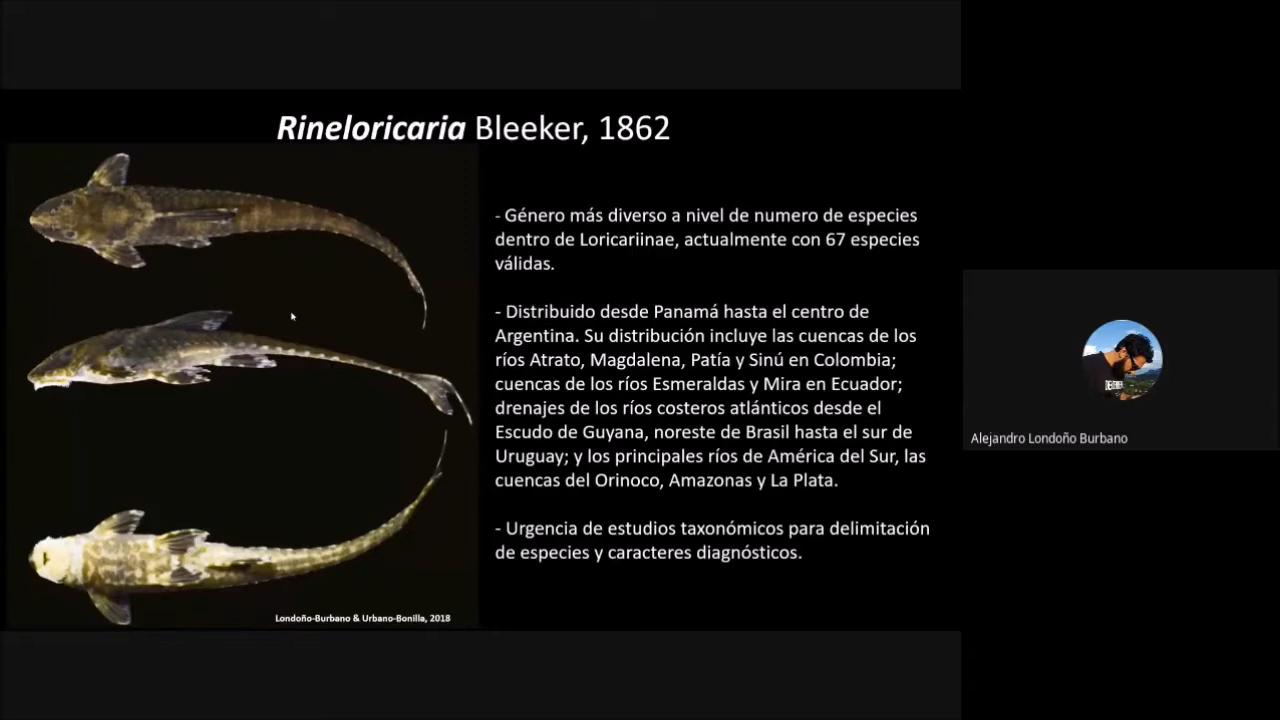 Rineloricaria Bleeker, 1862
- Género más diverso a nivel de numero de especies
dentro de Loricariinae, actualmente con 67 especies
válidas.
- Distribuido desde Panamá hasta el centro de
Argentina. Su distribución incluye las cuencas de los
ríos Atrato, Magdalena, Patía y Sinú en Colombia;
cuencas de los ríos Esmeraldas y Mira en Ecuador;
drenajes de los ríos costeros atlánticos desde el
Escudo de Guyana, noreste de Brasil hasta el sur de
Uruguay; y los principales ríos de América del Sur, las
cuencas del Orinoco, Amazonas y La Plata.
- Urgencia de estudios taxonómicos para delimitación
de especies y caracteres diagnósticos.
Londoño-Burbano & Urbano-Bonilla, 2018
Alejandro Londoño Burbano